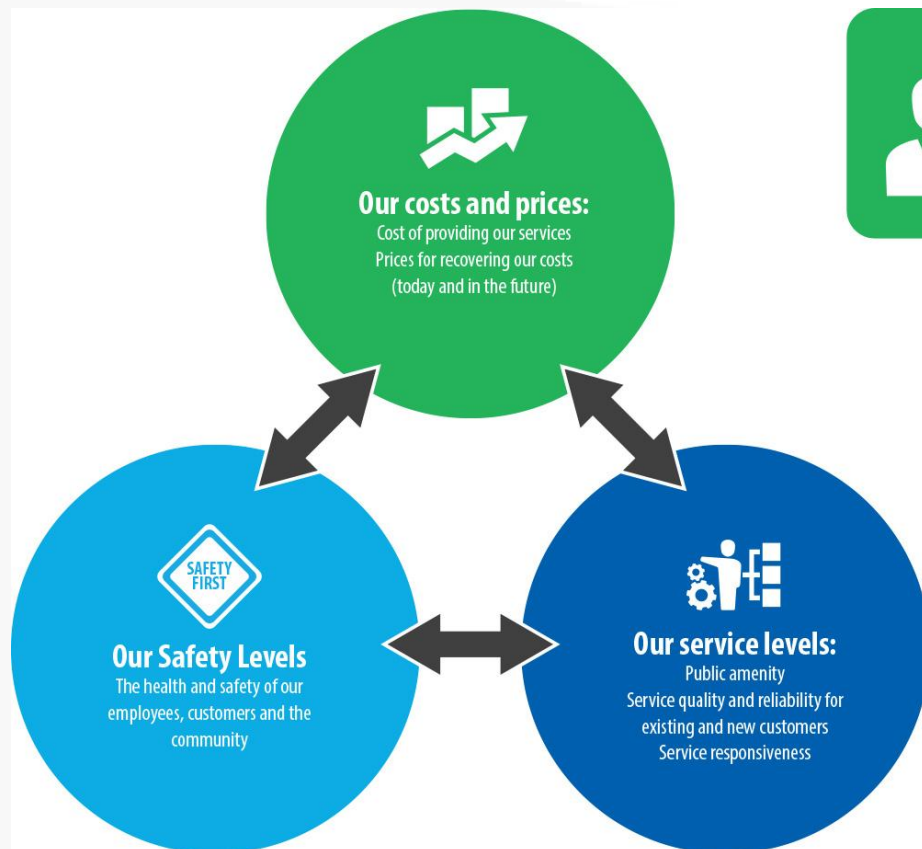 Our costs and prices:
Cost of providing our services
Prices for recovering our costs
(today and in the future)
SAFETY
FIRST
Our Safety Levels
The health and safety of our
employees, customers and the
community
Our service levels:
Public amenity
Service quality and reliability for
existing and new customers
Service responsiveness